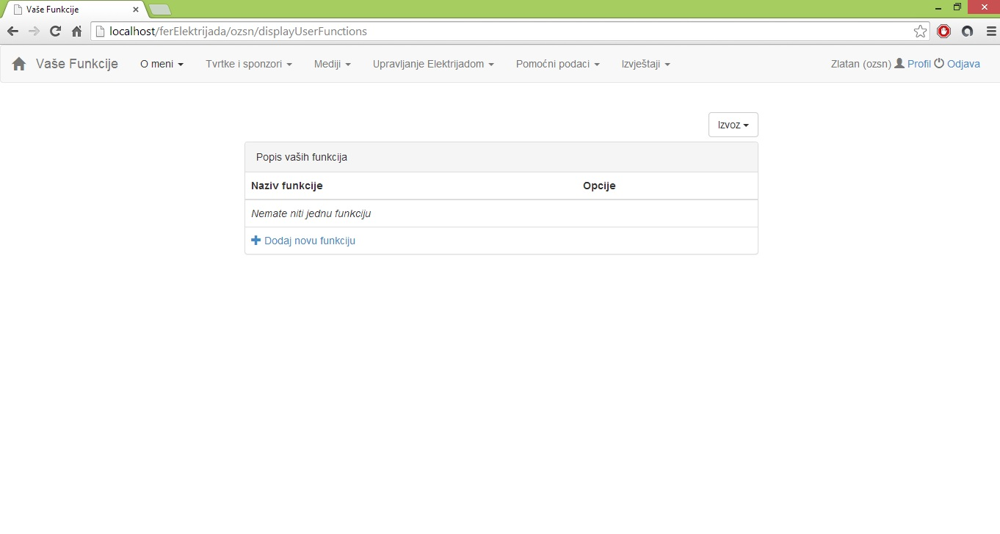 Vaše Funkcije
localhost/ferElektrijada/ozsn/displayUserFunctions
Vaše Funkcije O meni Tvrtke i sponzori Mediji Upravljanje Elektrijadom Pomoćni podaci Izvještaji Zlatan (ozsn) Profil Odjava
Izvoz
Popis vaših funkcija
Naziv funkcije Opcije
Nemate niti jednu funkciju
Dodaj novu funkciju